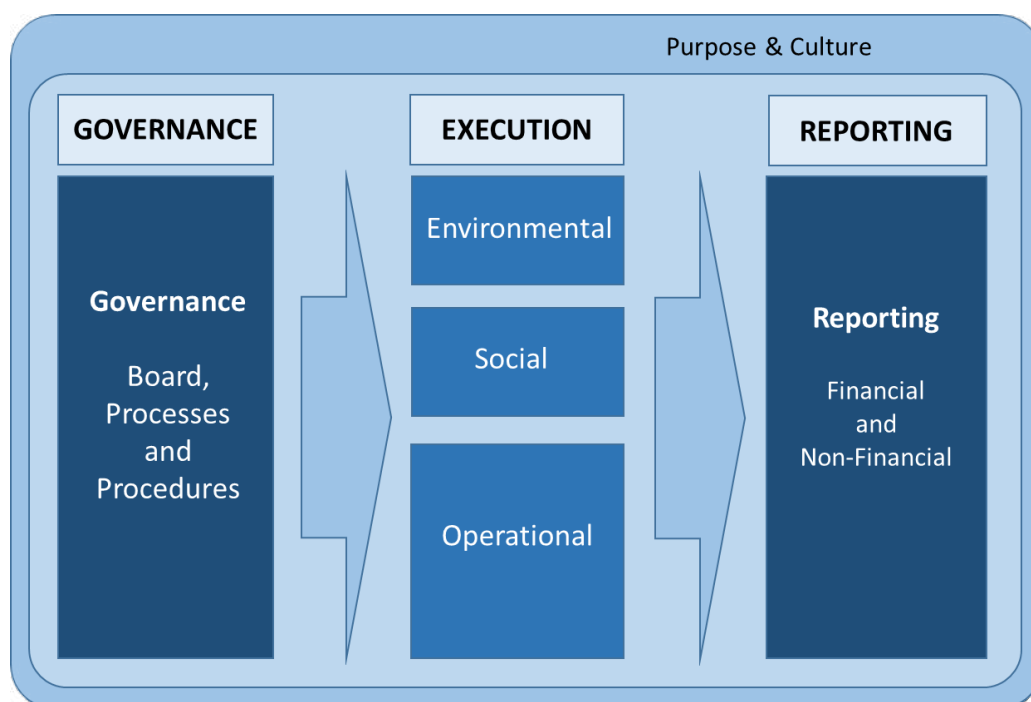 Purpose & Culture
GOVERNANCE
Governance
Board,
Processes
and
Procedures
EXECUTION
Environmental
Social
Operational
REPORTING
Reporting
Financial
and
Non-Financial